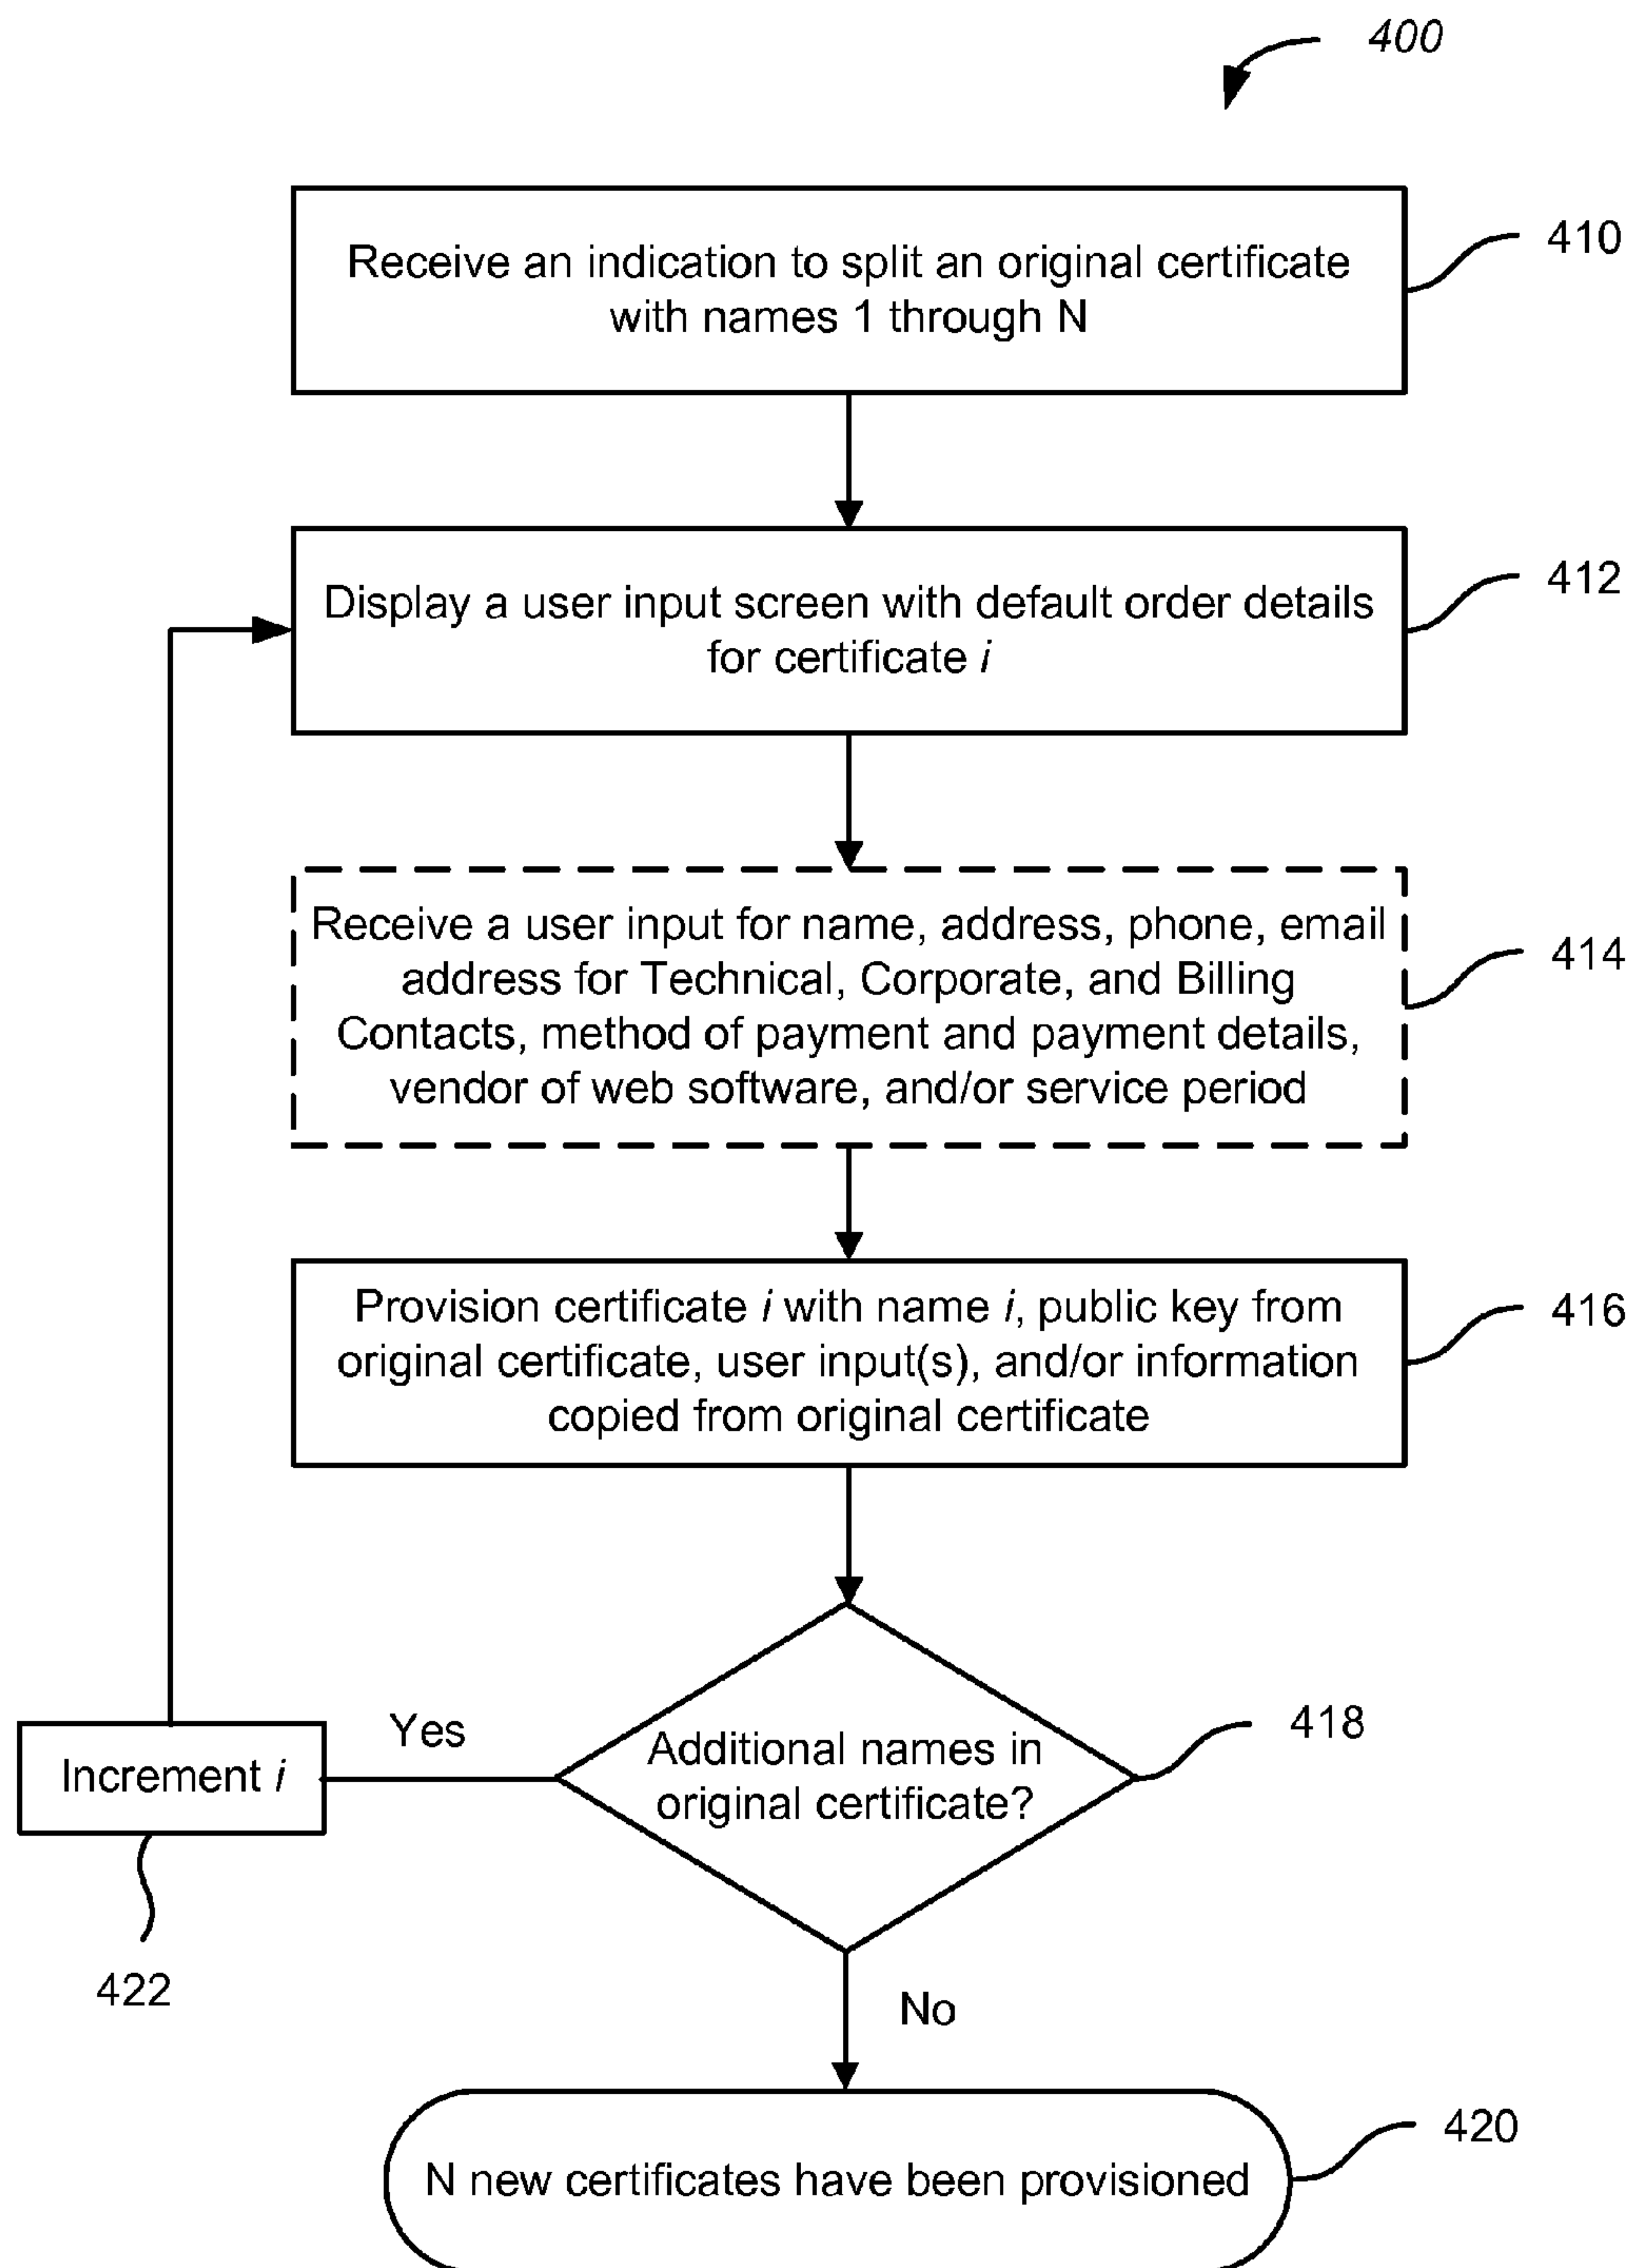 400
Receive an indication to split an original certificate
with names 1 through N
410
Display a user input screen with default order details
for certificate i
412
Receive a user input for name, address, phone, email
address for Technical, Corporate, and Billing
Contacts, method of payment and payment details,
vendor of web software, and/or service period
414
Provision certificate i with name i, public key from
original certificate, user input(s), and/or information
copied from original certificate
416
Additional names in
original certificate?
418
Yes
Increment i
422
No
N new certificates have been provisioned
420